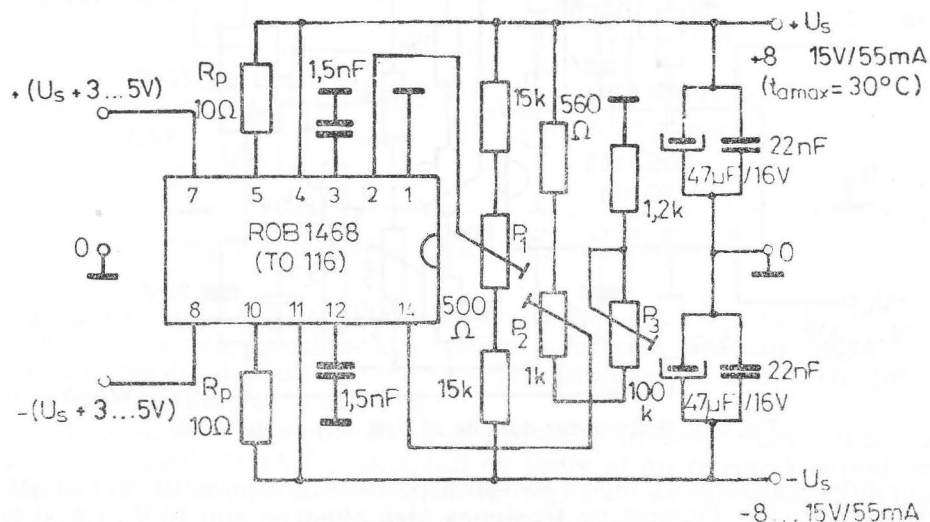 + Us
+8 15V/55mA
(tamax= 30°C)
+ (Us + 3...5V)
Rp
10Ω
1,5nF
15k
560
Ω
22nF
47µF/16V
1,2k
7 5 4 3 2 1
ROB 1468
(TO 116)
P1
0
0
8 10 11 12 14
500
Ω
P2
P3
1k
100
k
-(Us + 3...5V)
Rp
10Ω
1,5nF
15k
22nF
47µF/16V
- Us
-8...15V/55mA